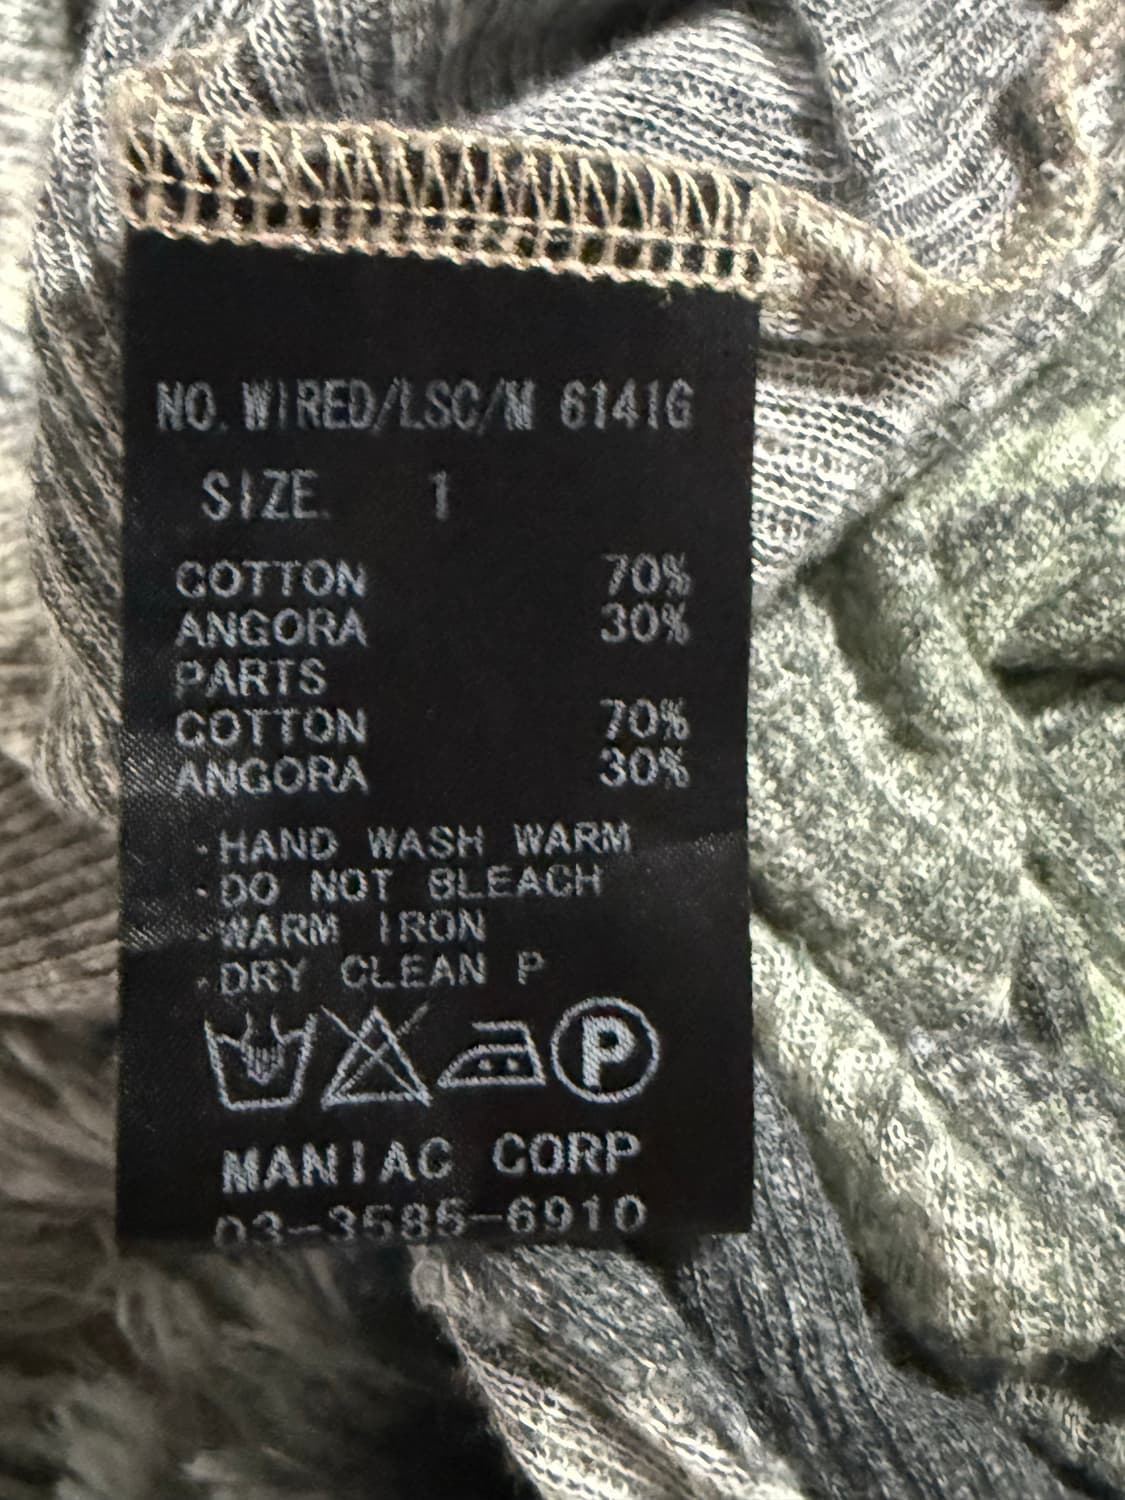 NO. WIRED/LSC/M 6141G
SIZE. 1
COTTON 70%
ANGORA 30%
PARTS
COTTON 70%
ANGORA 30%
·HAND WASH WARM
·DO NOT BLEACH
·WARM IRON
·DRY CLEAN P
P
MANIAC CORP
03-3585-6910